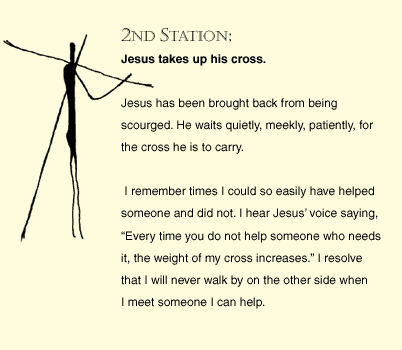 2ND STATION:
Jesus takes up his cross.
Jesus has been brought back from being
scourged. He waits quietly, meekly, patiently, for
the cross he is to carry.
I remember times I could so easily have helped
someone and did not. I hear Jesus’ voice saying,
“Every time you do not help someone who needs
it, the weight of my cross increases.” I resolve
that I will never walk by on the other side when
I meet someone I can help.